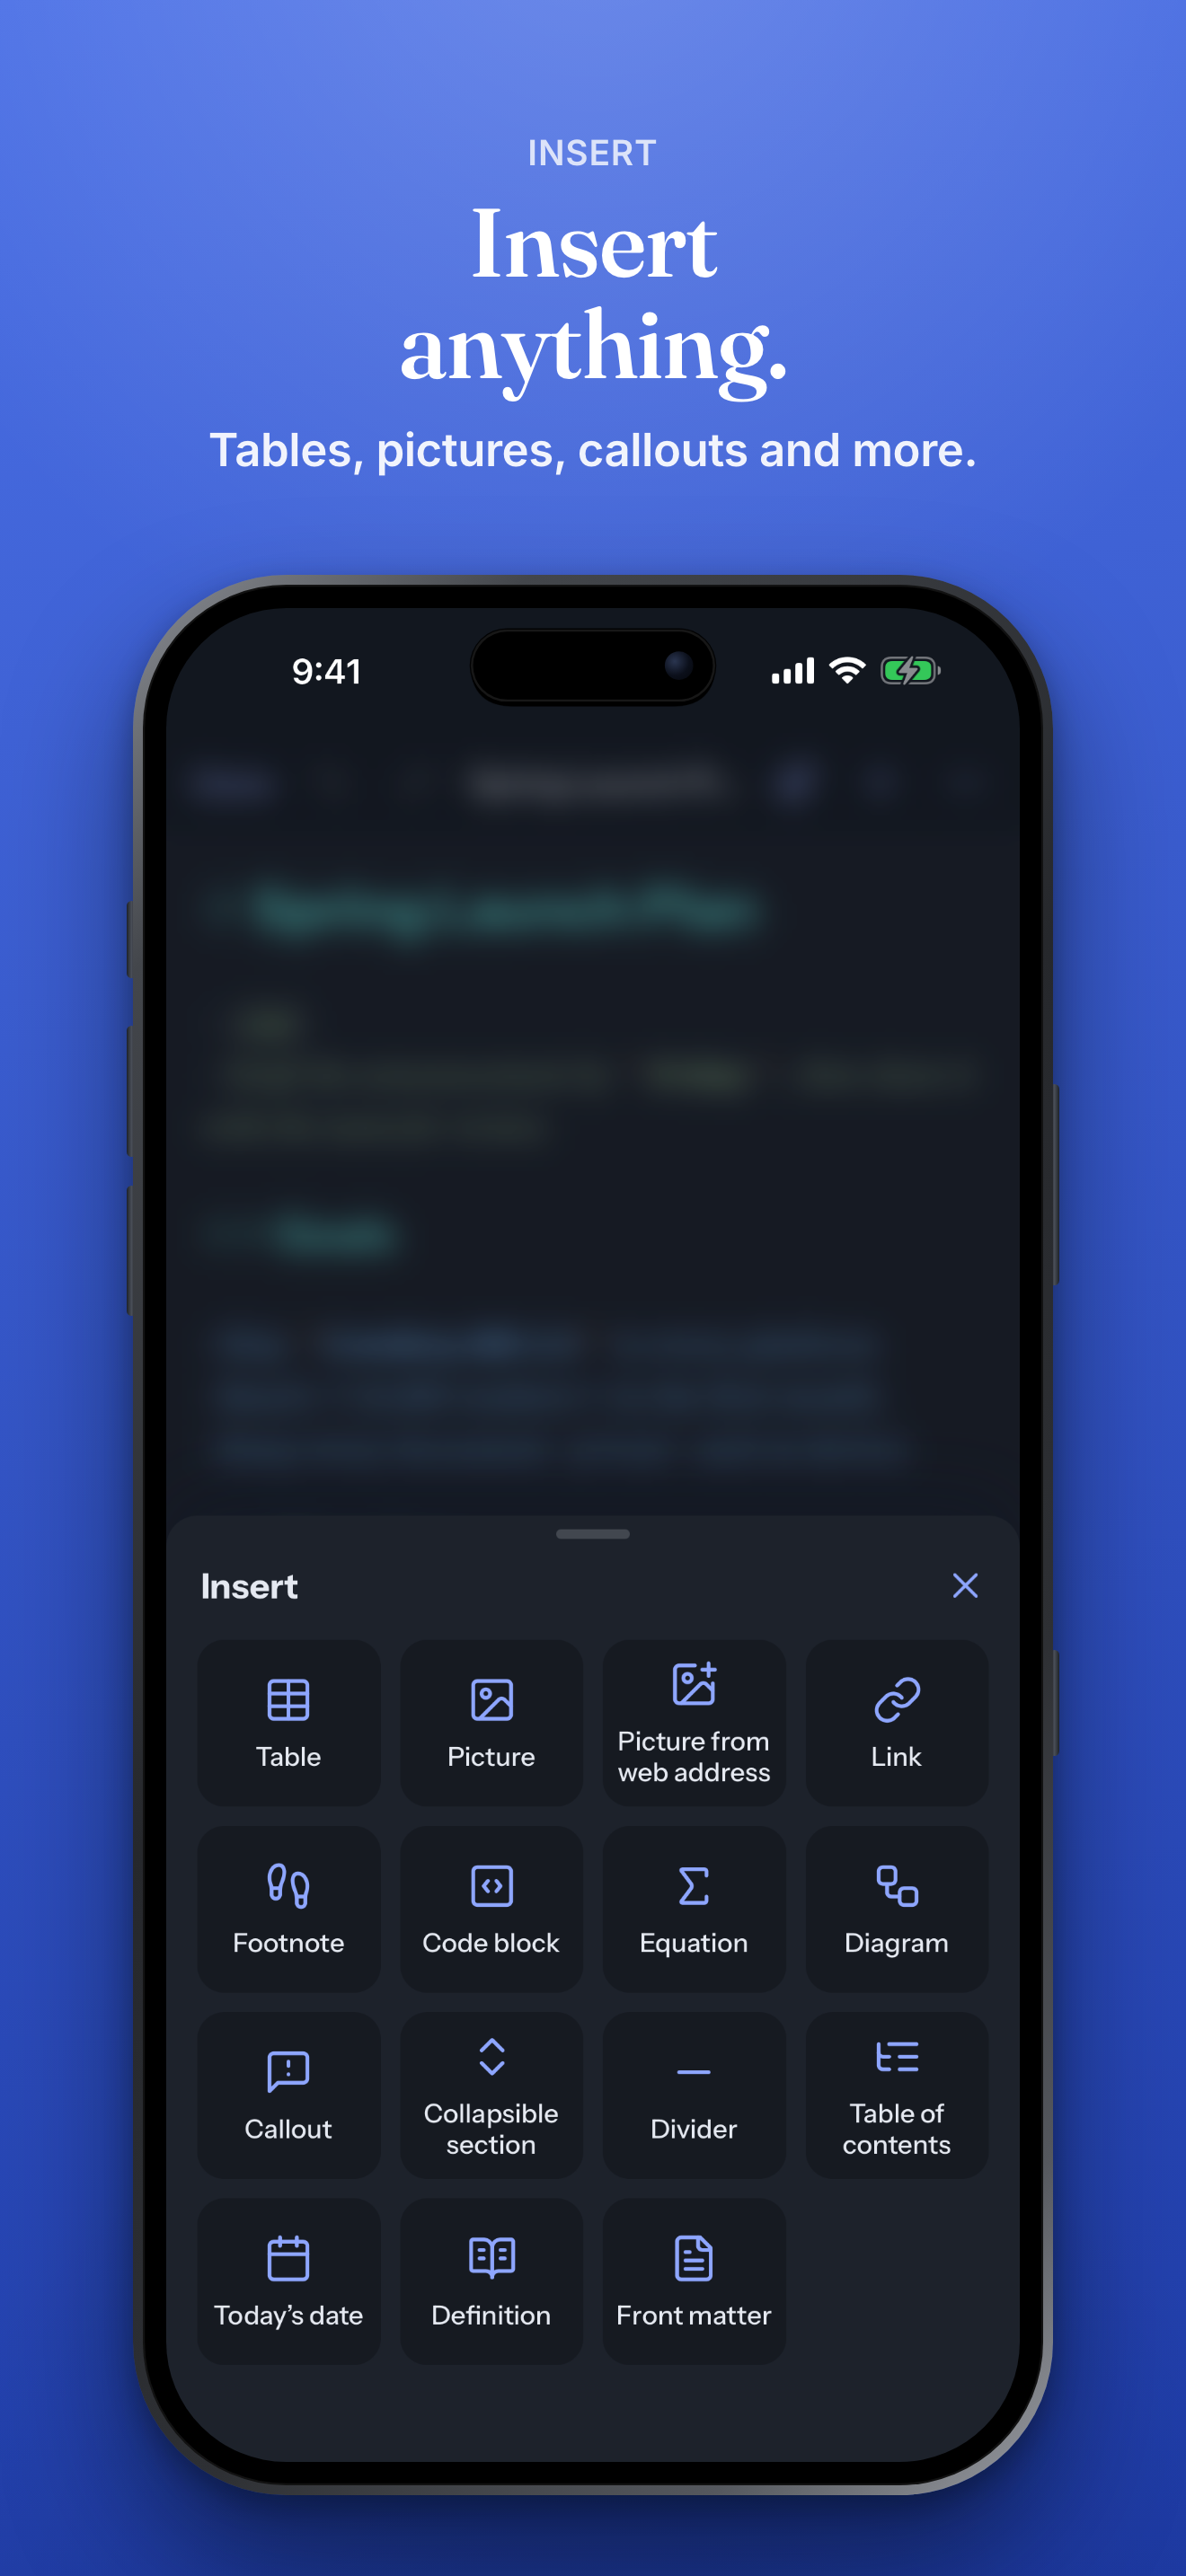 INSERT
Insert
anything.
Tables, pictures, callouts and more.
9:41
Insert
Table
Picture
Picture from
web address
Link
Footnote
Code block
Equation
Diagram
Callout
Collapsible
section
Divider
Table of
contents
Today’s date
Definition
Front matter